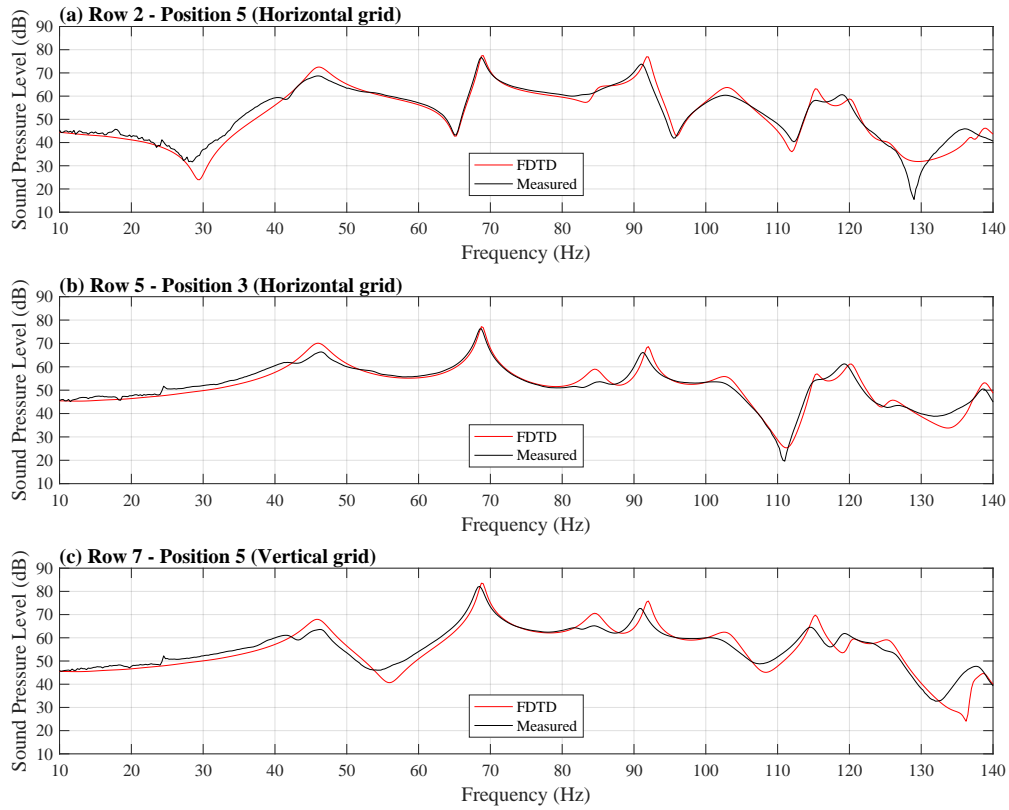 (a) Row 2 - Position 5 (Horizontal grid)
Sound Pressure Level (dB)
90
80
70
60
50
40
30
20
10
FDTD
Measured
10 20 30 40 50 60 70 80 90 100 110 120 130 140
Frequency (Hz)
(b) Row 5 - Position 3 (Horizontal grid)
Sound Pressure Level (dB)
90
80
70
60
50
40
30
20
10
FDTD
Measured
10 20 30 40 50 60 70 80 90 100 110 120 130 140
Frequency (Hz)
(c) Row 7 - Position 5 (Vertical grid)
Sound Pressure Level (dB)
90
80
70
60
50
40
30
20
10
FDTD
Measured
10 20 30 40 50 60 70 80 90 100 110 120 130 140
Frequency (Hz)